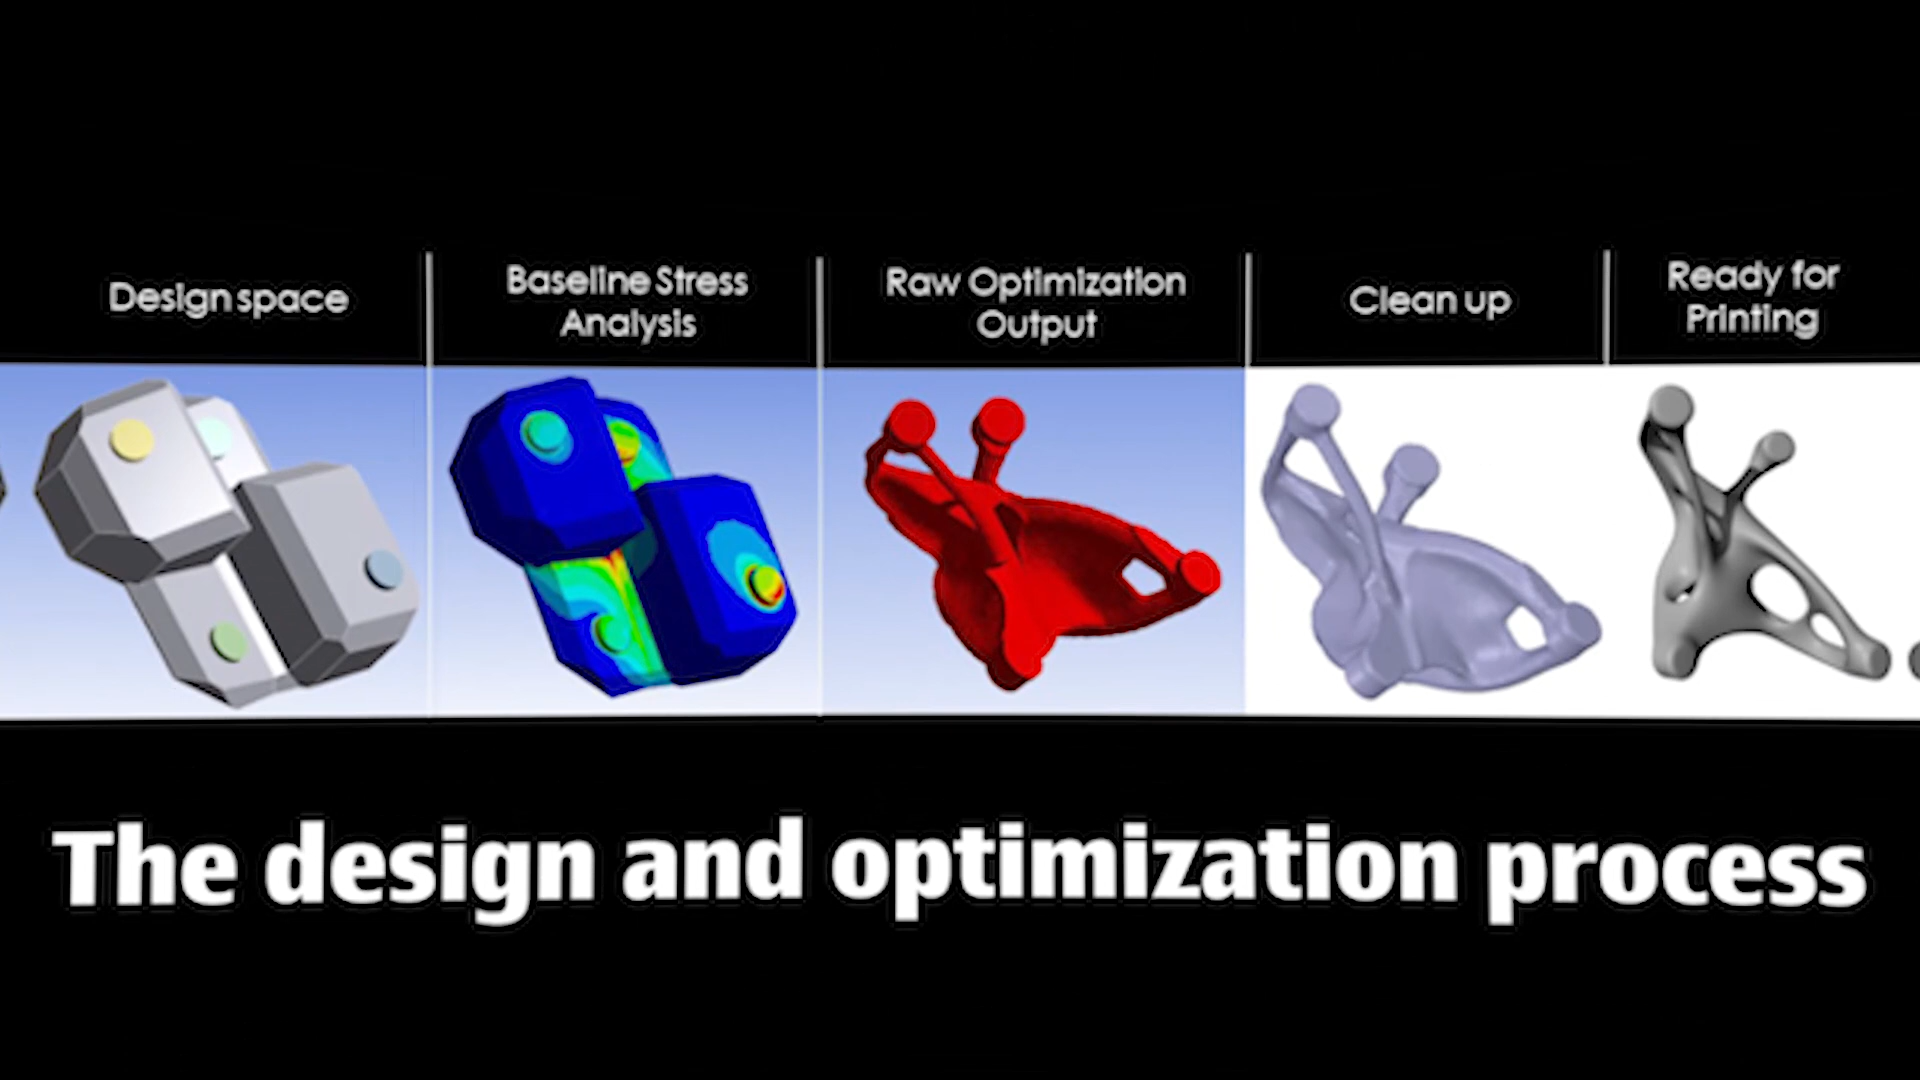 Design space
Baseline Stress
Analysis
Raw Optimization
Output
Clean up
Ready for
Printing
The design and optimization process